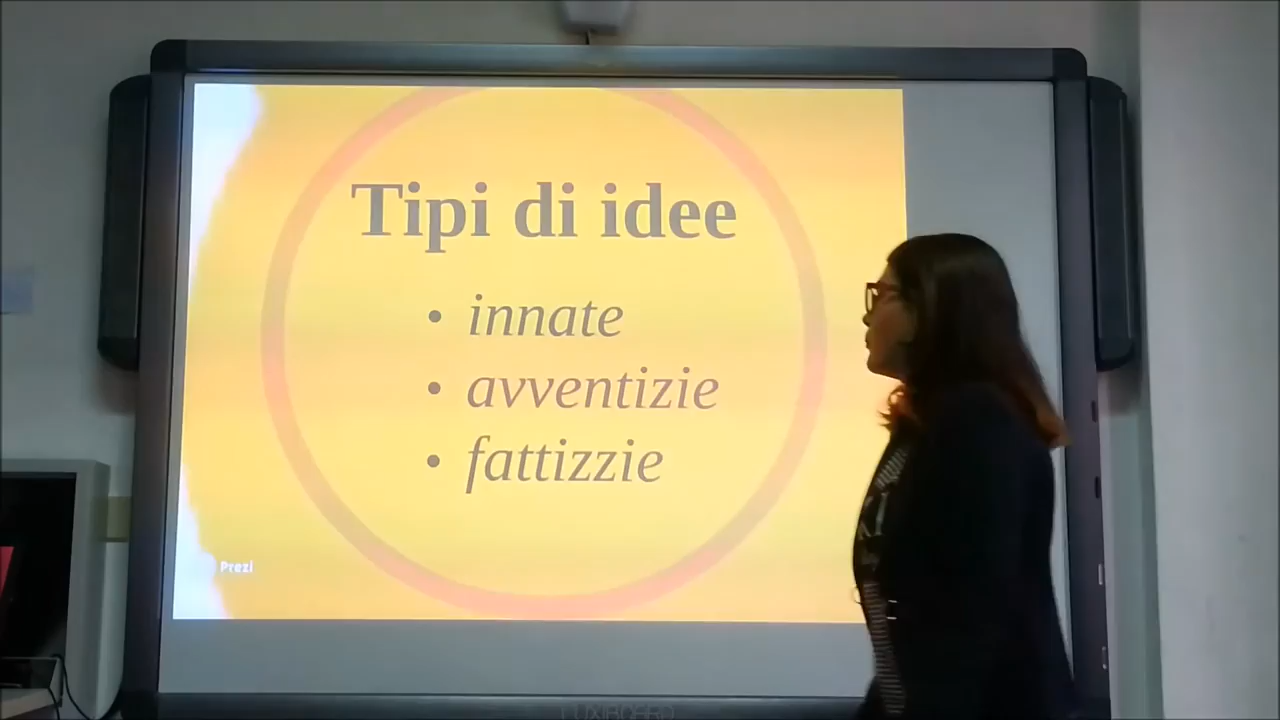 Tipi di idee
• innate
• avventizie
• fattizzie
Prezi